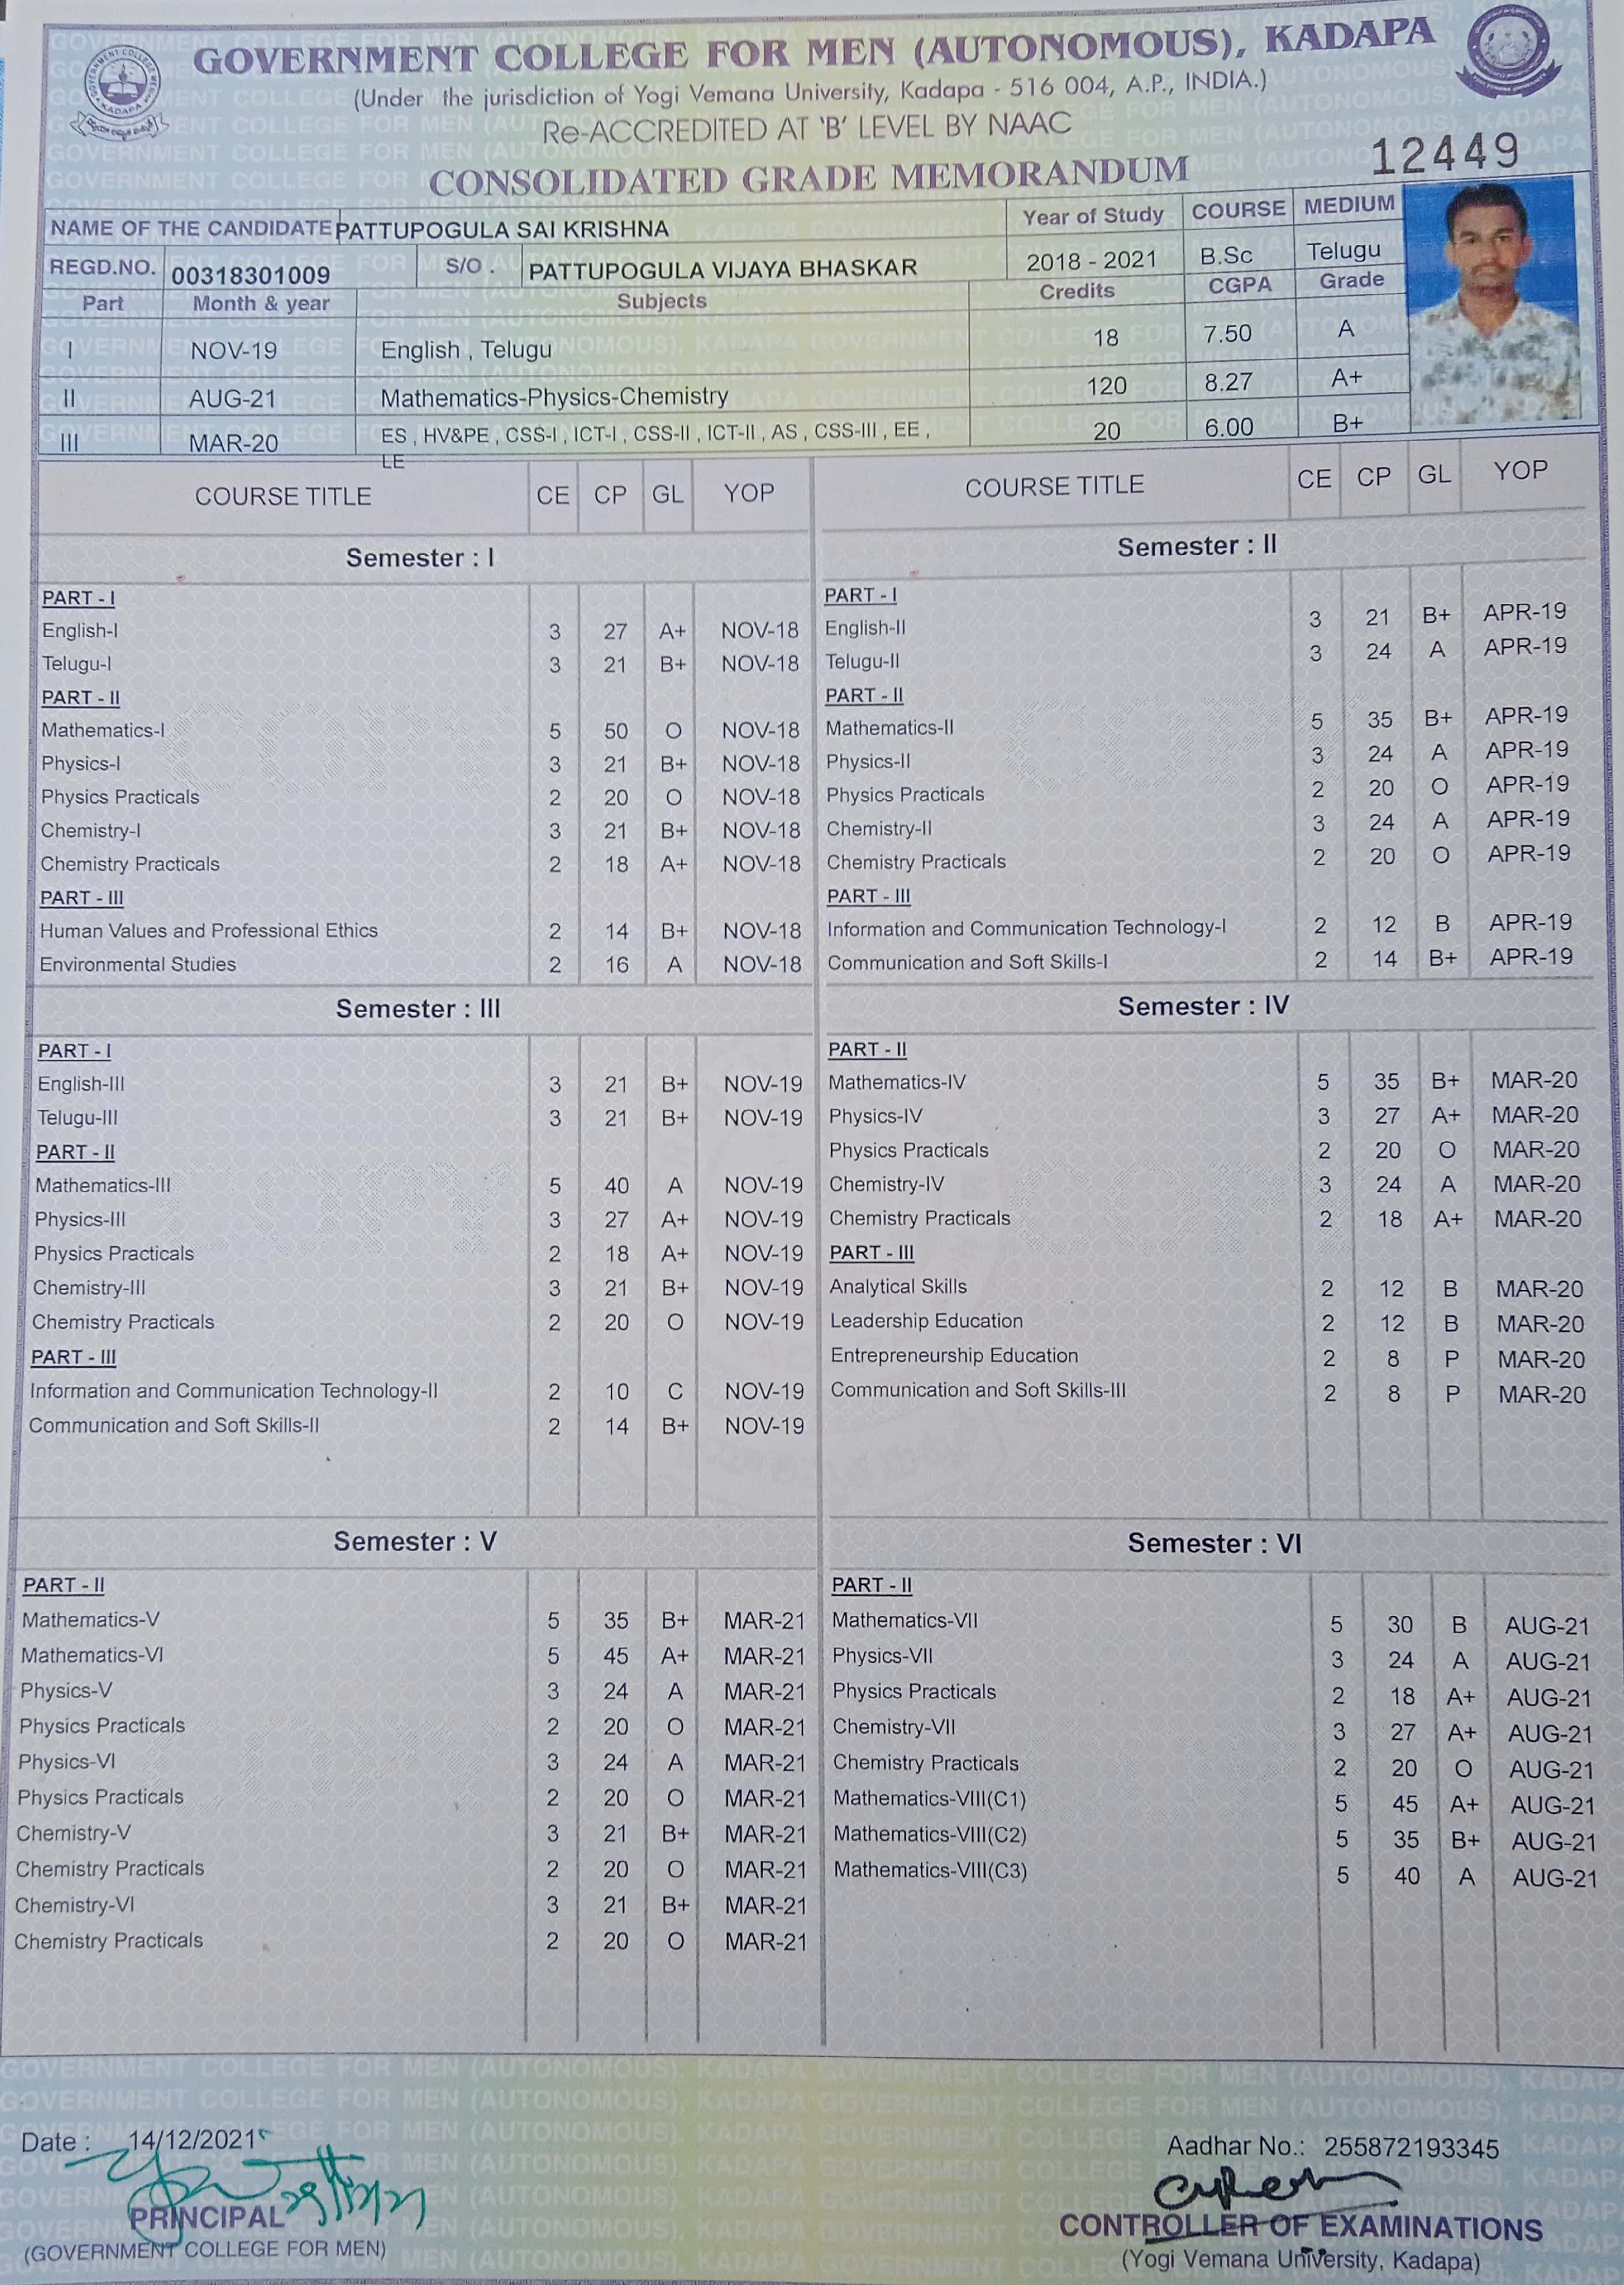 GOVERNMENT COLLEGE FOR MEN (AUTONOMOUS), KADAPA
(Under the jurisdiction of Yogi Vemana University, Kadapa - 516 004, A.P., INDIA.)
Re-ACCREDITED AT 'B' LEVEL BY NAAC
12449
CONSOLIDATED GRADE MEMORANDUM
NAME OF THE CANDIDATE PATTUPOGULA SAI KRISHNA Year of Study COURSE MEDIUM
REGD.NO. 00318301009 S/O . PATTUPOGULA VIJAYA BHASKAR 2018 - 2021 B.Sc Telugu
Part Month & year Subjects Credits CGPA Grade
I NOV-19 English , Telugu 18 7.50 A
II AUG-21 Mathematics-Physics-Chemistry 120 8.27 A+
III MAR-20 ES , HV&PE , CSS-I , ICT-I , CSS-II , ICT-II , AS , CSS-III , EE , 20 6.00 B+
LE
COURSE TITLE CE CP GL YOP COURSE TITLE CE CP GL YOP
Semester : I
PART - I
English-I 3 27 A+ NOV-18
Telugu-I 3 21 B+ NOV-18
PART - II
Mathematics-I 5 50 O NOV-18
Physics-I 3 21 B+ NOV-18
Physics Practicals 2 20 O NOV-18
Chemistry-I 3 21 B+ NOV-18
Chemistry Practicals 2 18 A+ NOV-18
PART - III
Human Values and Professional Ethics 2 14 B+ NOV-18
Environmental Studies 2 16 A NOV-18
Semester : II
PART - I
English-II 3 21 B+ APR-19
Telugu-II 3 24 A APR-19
PART - II
Mathematics-II 5 35 B+ APR-19
Physics-II 3 24 A APR-19
Physics Practicals 2 20 O APR-19
Chemistry-II 3 24 A APR-19
Chemistry Practicals 2 20 O APR-19
PART - III
Information and Communication Technology-I 2 12 B APR-19
Communication and Soft Skills-I 2 14 B+ APR-19
Semester : III
PART - I
English-III 3 21 B+ NOV-19
Telugu-III 3 21 B+ NOV-19
PART - II
Mathematics-III 5 40 A NOV-19
Physics-III 3 27 A+ NOV-19
Physics Practicals 2 18 A+ NOV-19
Chemistry-III 3 21 B+ NOV-19
Chemistry Practicals 2 20 O NOV-19
PART - III
Information and Communication Technology-II 2 10 C NOV-19
Communication and Soft Skills-II 2 14 B+ NOV-19
Semester : IV
PART - II
Mathematics-IV 5 35 B+ MAR-20
Physics-IV 3 27 A+ MAR-20
Physics Practicals 2 20 O MAR-20
Chemistry-IV 3 24 A MAR-20
Chemistry Practicals 2 18 A+ MAR-20
PART - III
Analytical Skills 2 12 B MAR-20
Leadership Education 2 12 B MAR-20
Entrepreneurship Education 2 8 P MAR-20
Communication and Soft Skills-III 2 8 P MAR-20
Semester : V
PART - II
Mathematics-V 5 35 B+ MAR-21
Mathematics-VI 5 45 A+ MAR-21
Physics-V 3 24 A MAR-21
Physics Practicals 2 20 O MAR-21
Physics-VI 3 24 A MAR-21
Physics Practicals 2 20 O MAR-21
Chemistry-V 3 21 B+ MAR-21
Chemistry Practicals 2 20 O MAR-21
Chemistry-VI 3 21 B+ MAR-21
Chemistry Practicals 2 20 O MAR-21
Semester : VI
PART - II
Mathematics-VII 5 30 B AUG-21
Physics-VII 3 24 A AUG-21
Physics Practicals 2 18 A+ AUG-21
Chemistry-VII 3 27 A+ AUG-21
Chemistry Practicals 2 20 O AUG-21
Mathematics-VIII(C1) 5 45 A+ AUG-21
Mathematics-VIII(C2) 5 35 B+ AUG-21
Mathematics-VIII(C3) 5 40 A AUG-21
Date : 14/12/2021
PRINCIPAL
(GOVERNMENT COLLEGE FOR MEN)
Aadhar No.: 255872193345
CONTROLLER OF EXAMINATIONS
(Yogi Vemana University, Kadapa)